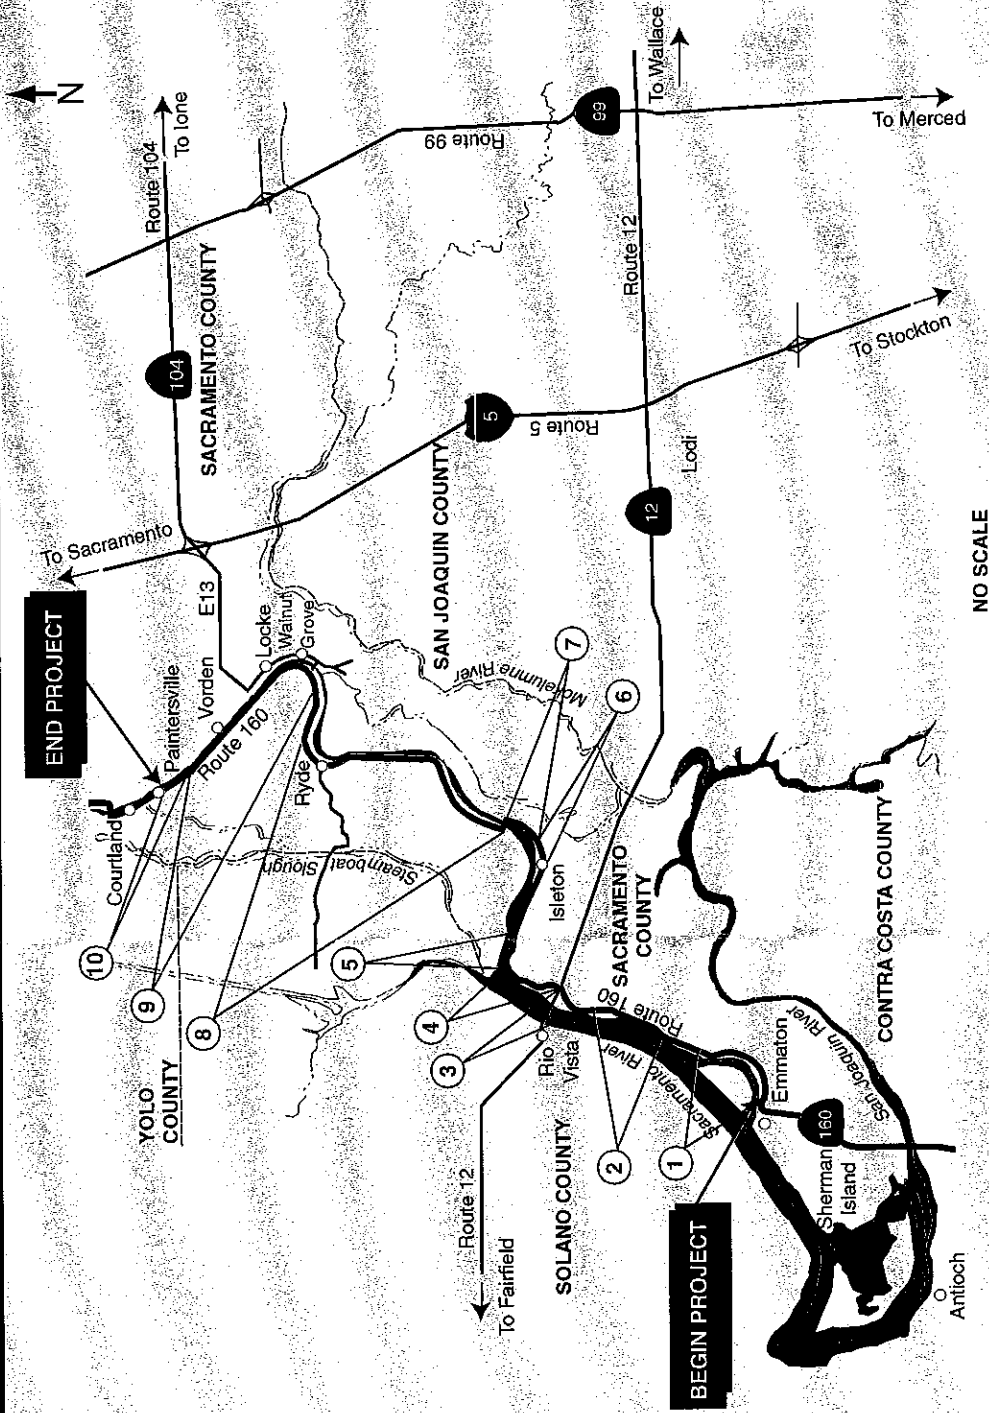 N
Route 104
To Ione
104
SACRAMENTO COUNTY
Route 99
99
To Wallace
To Merced
Route 12
To Stockton
5
Route 5
SAN JOAQUIN COUNTY
To Sacramento
E13
12
Lodi
END PROJECT
Paintersville
Vorden
Locke
Walnut
Grove
Route 160
Ryde
Courtland
Steamboat Slough
Mokelumne River
7
6
Isleton
SACRAMENTO
COUNTY
10
9
8
5
4
3
YOLO
COUNTY
Rio
Vista
Route 160
Sacramento River
2
1
Emmaton
160
Sherman
Island
San Joaquin River
CONTRA COSTA COUNTY
Route 12
To Fairfield
SOLANO COUNTY
BEGIN PROJECT
Antioch
NO SCALE